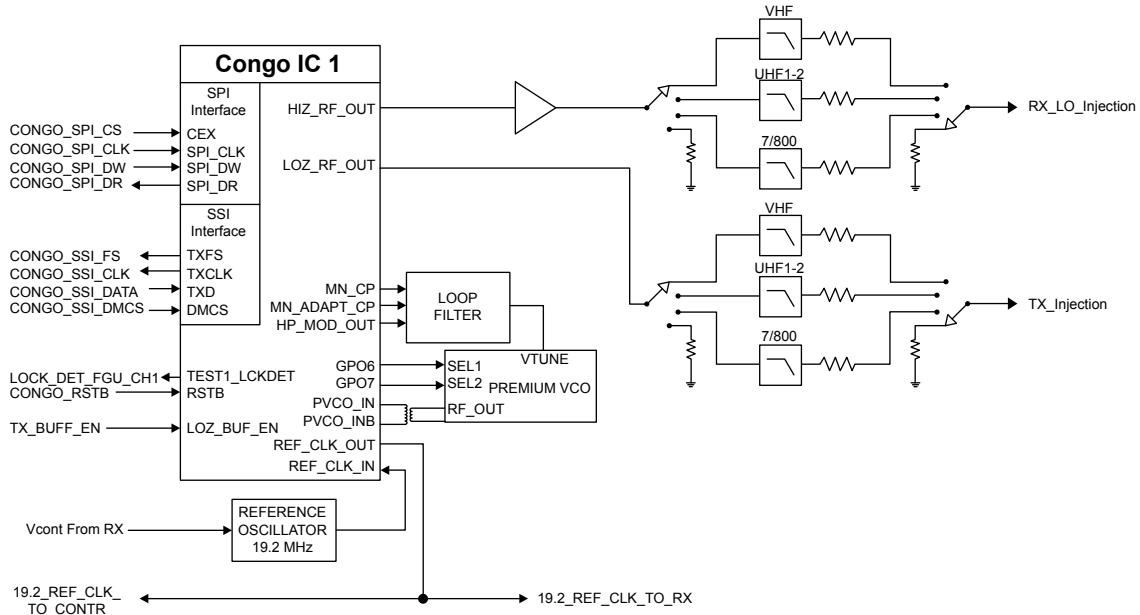 Congo IC 1
SPI
Interface
CONGO_SPI_CS
CEX
CONGO_SPI_CLK
SPI_CLK
CONGO_SPI_DW
SPI_DW
CONGO_SPI_DR
SPI_DR
SSI
Interface
CONGO_SSI_FS
TXFS
CONGO_SSI_CLK
TXCLK
CONGO_SSI_DATA
TXD
CONGO_SSI_DMCS
DMCS
LOCK_DET_FGU_CH1
TEST1_LCKDET
CONGO_RSTB
RSTB
TX_BUFF_EN
LOZ_BUF_EN
HIZ_RF_OUT
LOZ_RF_OUT
MN_CP
MN_ADAPT_CP
HP_MOD_OUT
GPO6
GPO7
PVCO_IN
PVCO_INB
REF_CLK_OUT
REF_CLK_IN
LOOP
FILTER
VTUNE
SEL1
SEL2
PREMIUM VCO
RF_OUT
VHF
UHF1-2
7/800
RX_LO_Injection
VHF
UHF1-2
7/800
TX_Injection
Vcont From RX
REFERENCE
OSCILLATOR
19.2 MHz
19.2_REF_CLK_
TO_CONTR
19.2_REF_CLK_TO_RX